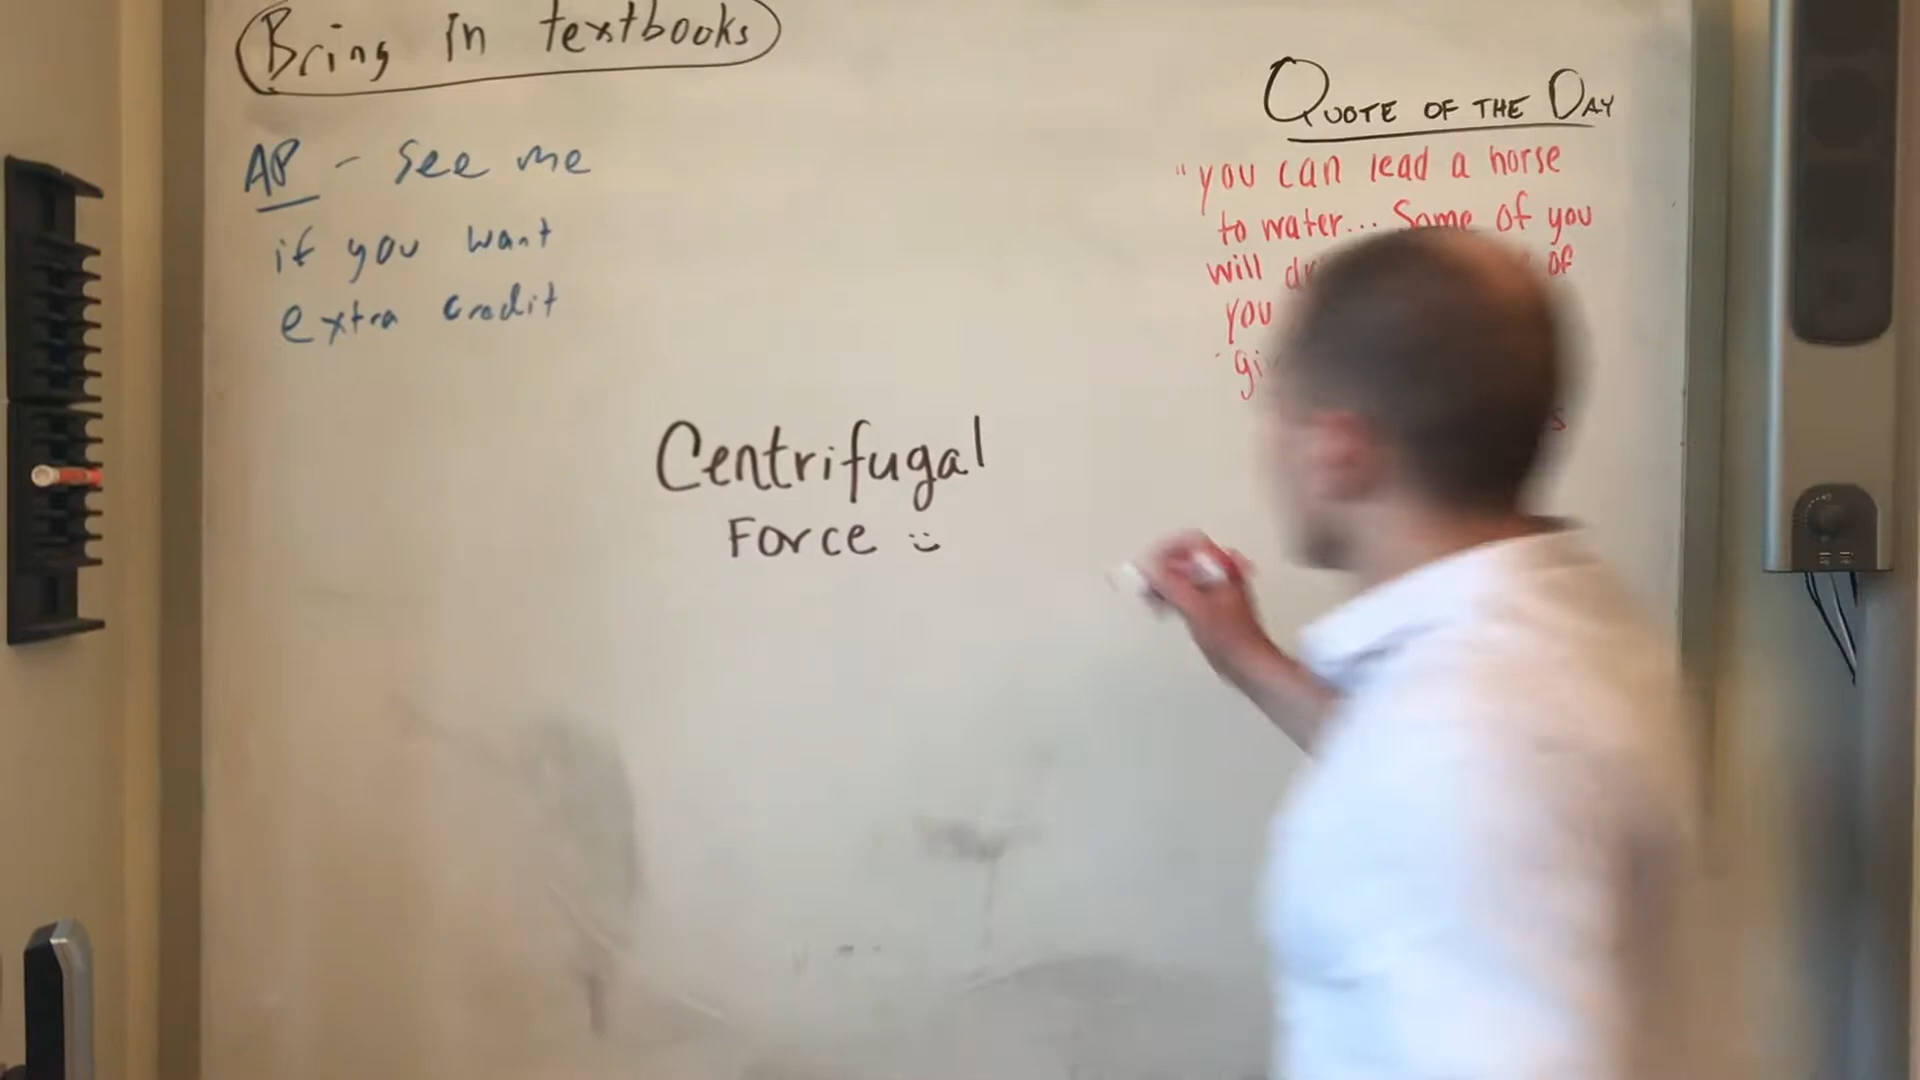 Bring in textbooks
AP - see me
if you want
extra credit
QUOTE OF THE DAY
"you can lead a horse
to water... Some of you
will of
you
Centrifugal
Force